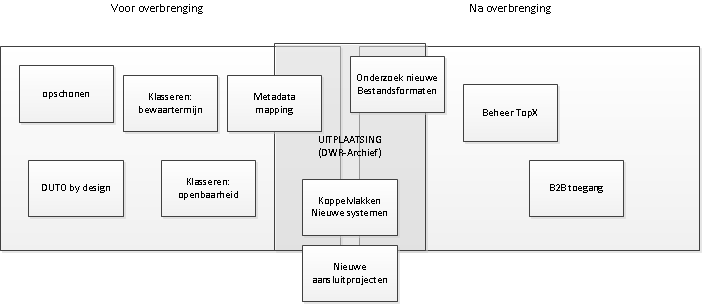 Voor overbrenging
Na overbrenging
opschonen
Klasseren:
bewaartermijn
Metadata
mapping
Onderzoek nieuwe
Bestandsformaten
Beheer TopX
UITPLAATSING
(DWR-Archief)
DUTO by design
Klasseren:
openbaarheid
Koppelvlakken
Nieuwe systemen
B2B toegang
Nieuwe
aansluitprojecten